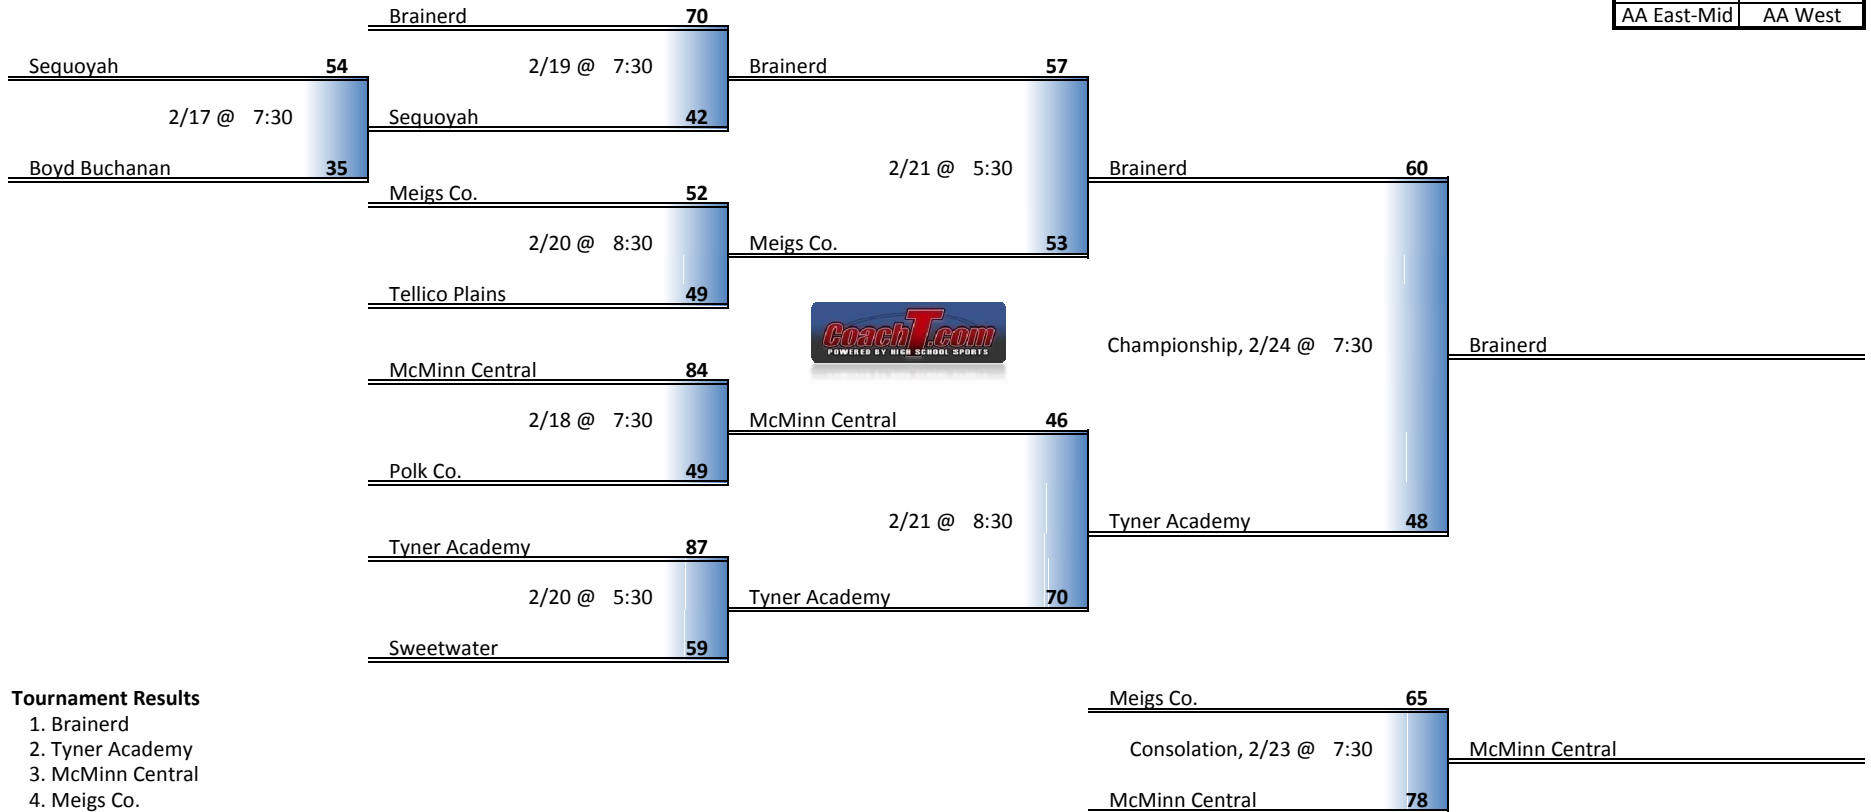 Brainerd 70
AA East-Mid AA West
Sequoyah 54
2/19 @ 7:30
Brainerd 57
2/17 @ 7:30
Sequoyah 42
Boyd Buchanan 35
2/21 @ 5:30
Brainerd 60
Meigs Co. 52
2/20 @ 8:30
Meigs Co. 53
Tellico Plains 49
CoachT.com
POWERED BY HIGH SCHOOL SPORTS
Championship, 2/24 @ 7:30
Brainerd
McMinn Central 84
2/18 @ 7:30
McMinn Central 46
Polk Co. 49
2/21 @ 8:30
Tyner Academy 48
Tyner Academy 87
2/20 @ 5:30
Tyner Academy 70
Sweetwater 59
Tournament Results
1. Brainerd
2. Tyner Academy
3. McMinn Central
4. Meigs Co.
Meigs Co. 65
Consolation, 2/23 @ 7:30
McMinn Central
McMinn Central 78